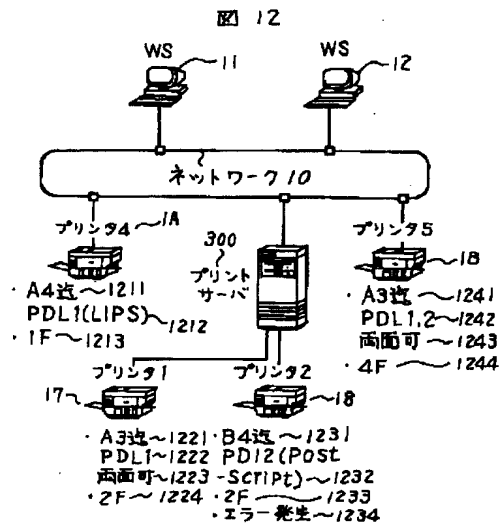 図 12
WS
11
WS
12
ネットワーク 10
プリンタ4
1A
300
プリント
サーバ
プリンタ5
18
・A4迄~1211
PDL1(LIPS)~1212
・1F~1213
・A3迄~1241
PDL1,2~1242
両面可~1243
・4F~1244
プリンタ1
17
プリンタ2
18
・A3迄~1221
PDL1~1222
両面可~1223
・2F~1224
・B4迄~1231
PD12(Post
-Script)~1232
・2F~1233
・エラー発生~1234